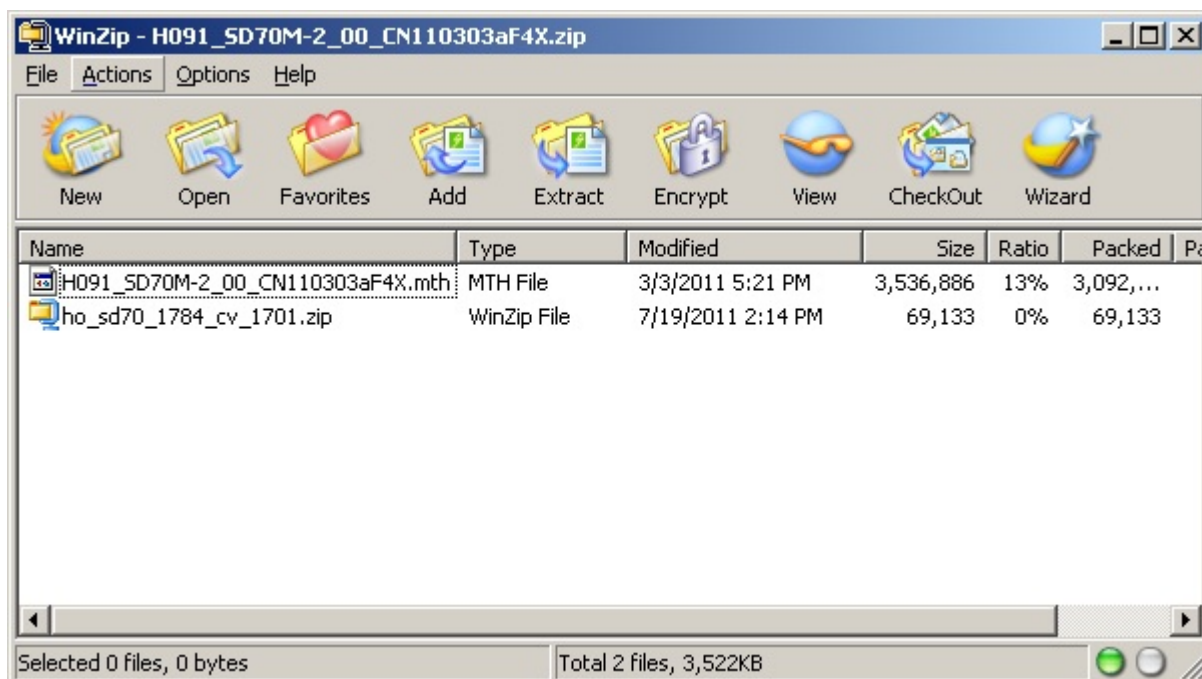 WinZip - H091_SD70M-2_00_CN110303aF4X.zip
File Actions Options Help
New Open Favorites Add Extract Encrypt View CheckOut Wizard
Name Type Modified Size Ratio Packed Pa
H091_SD70M-2_00_CN110303aF4X.mth MTH File 3/3/2011 5:21 PM 3,536,886 13% 3,092,...
ho_sd70_1784_cv_1701.zip WinZip File 7/19/2011 2:14 PM 69,133 0% 69,133
Selected 0 files, 0 bytes Total 2 files, 3,522KB